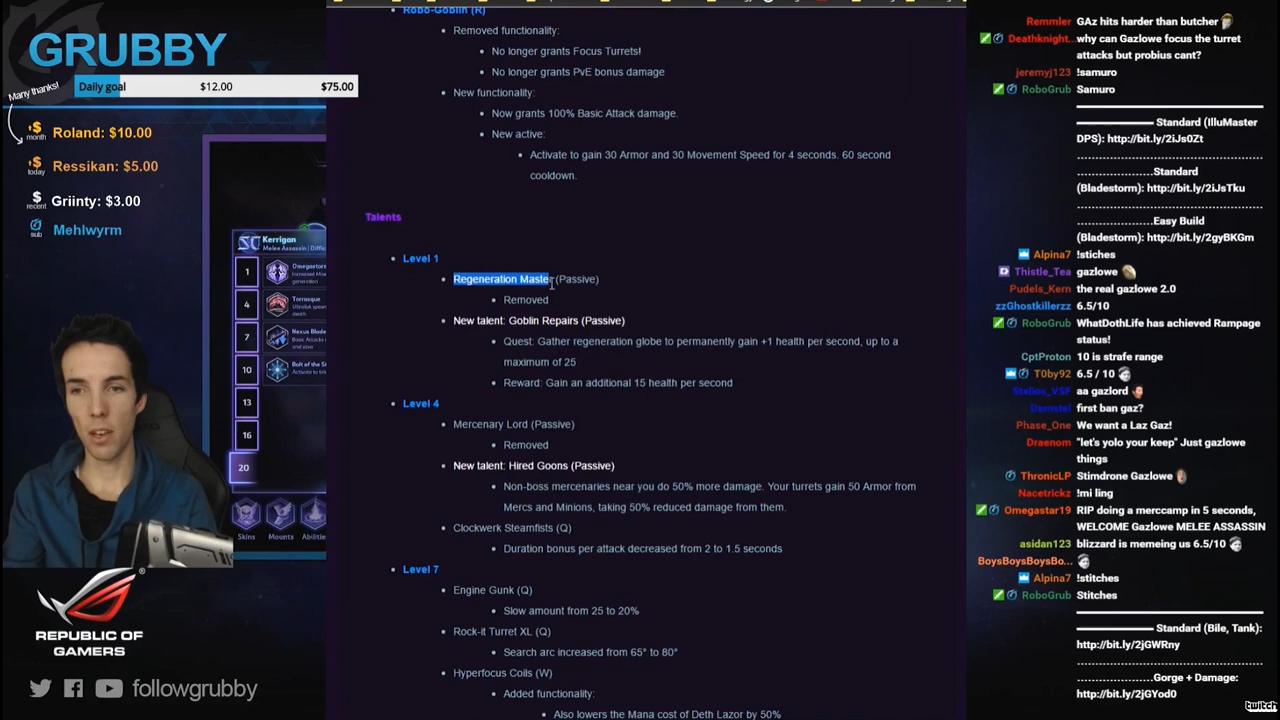 GRUBBY
Many thanks!
Daily goal
$12.00
$75.00
$
month
Roland: $10.00
$
today
Ressikan: $5.00
$
recent
Griinty: $3.00
sub
Mehlwyrm
Kerrigan
1
4
7
10
13
16
20
Skins
Mounts
Abilities
REPUBLIC OF
GAMERS
followgrubby
Robo-Goblin (R)
Removed functionality:
No longer grants Focus Turrets!
No longer grants PvE bonus damage
New functionality:
Now grants 100% Basic Attack damage.
New active:
Activate to gain 30 Armor and 30 Movement Speed for 4 seconds. 60 second
cooldown.
Talents
Level 1
Regeneration Maste (Passive)
Removed
New talent: Goblin Repairs (Passive)
Quest: Gather regeneration globe to permanently gain +1 health per second, up to a
maximum of 25
Reward: Gain an additional 15 health per second
Level 4
Mercenary Lord (Passive)
Removed
New talent: Hired Goons (Passive)
Non-boss mercenaries near you do 50% more damage. Your turrets gain 50 Armor from
Mercs and Minions, taking 50% reduced damage from them.
Clockwerk Steamfists (Q)
Duration bonus per attack decreased from 2 to 1.5 seconds
Level 7
Engine Gunk (Q)
Slow amount from 25 to 20%
Rock-it Turret XL (Q)
Search arc increased from 65° to 80°
Hyperfocus Coils (W)
Added functionality:
Also lowers the Mana cost of Deth Lazor by 50%
Remmler GAz hits harder than butcher
Deathknight... why can Gazlowe focus the turret
attacks but probius cant?
jeremyj123 !samuro
RoboGrub Samuro
Standard (IlluMaster
DPS): http://bit.ly/2iJs0Zt
Standard
(Bladestorm): http://bit.ly/2iJsTku
Easy Build
(Bladestorm): http://bit.ly/2gyBKGm
Alpina7 !stiches
Thistle_Tea gazlowe
Pudels_Kern the real gazlowe 2.0
zzGhostkillerzz 6.5/10
RoboGrub WhatDothLife has achieved Rampage
status!
CptProton 10 is strafe range
T0by92 6.5 / 10
Stelios_VSF aa gazlord
Damstel first ban gaz?
Phase_One We want a Laz Gaz!
Draenom "let's yolo your keep" Just gazlowe
things
ThronicLP Stimdrone Gazlowe
Nacetrickz !mi ling
Omegastar19 RIP doing a merccamp in 5 seconds,
WELCOME Gazlowe MELEE ASSASSIN
asidan123 blizzard is memeing us 6.5/10
BoysBoysBoysBo...
Alpina7 !stitches
RoboGrub Stitches
Standard (Bile, Tank):
http://bit.ly/2jGWRny
Gorge + Damage:
http://bit.ly/2jGYod0
twitch